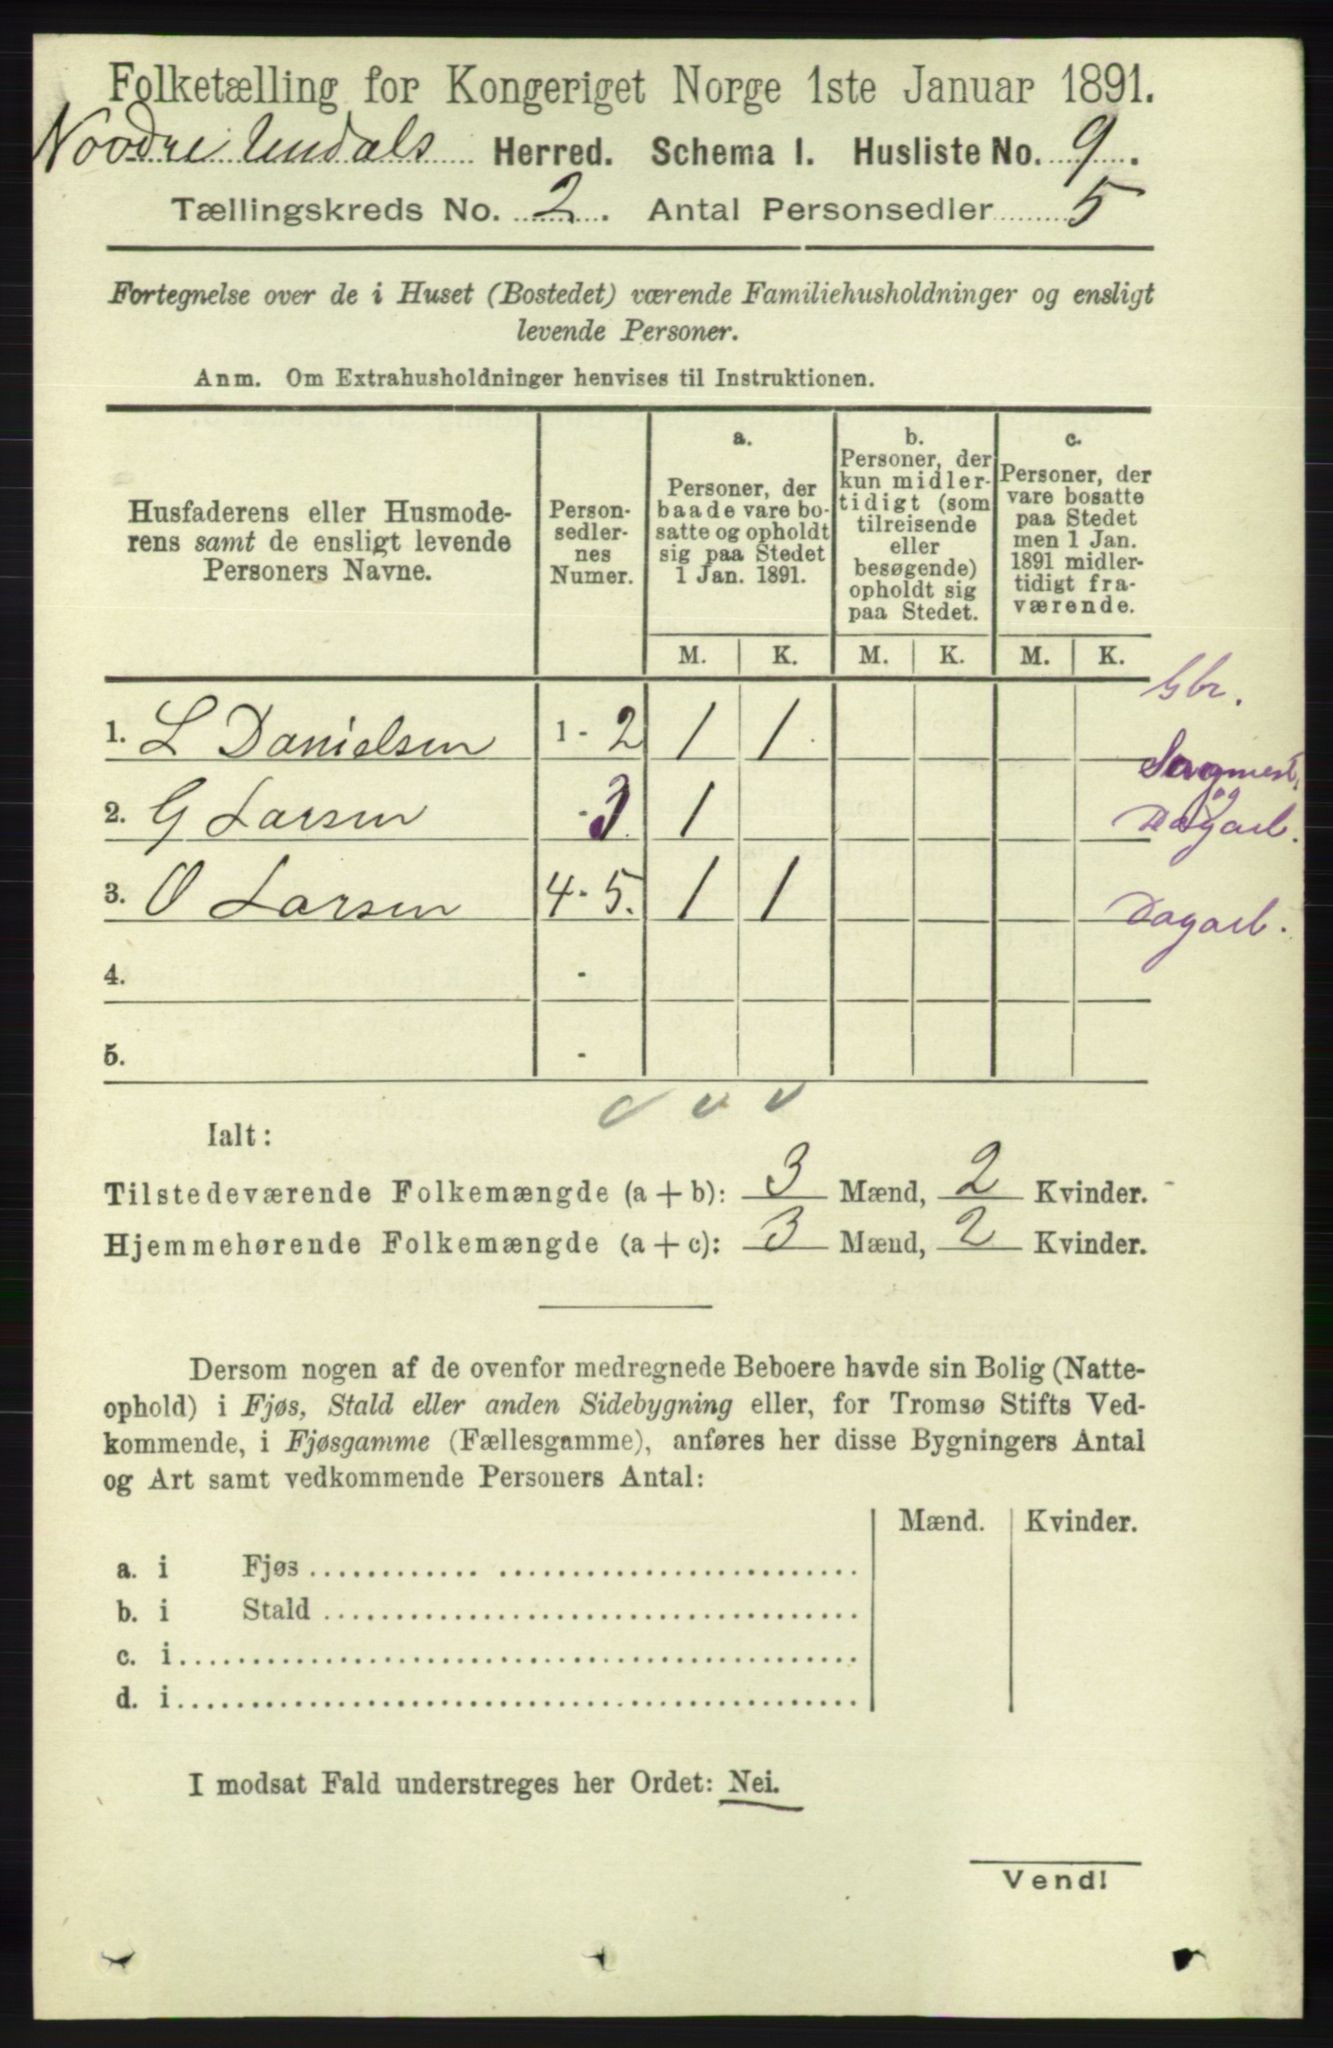 Folketælling for Kongeriget Norge 1ste Januar 1891.
Nordre Undals Herred. Schema I. Husliste No. 9.
Tællingskreds No. 2. Antal Personsedler 5
Fortegnelse over de i Huset (Bostedet) værende Familiehusholdninger og ensligt
levende Personer.
Anm. Om Extrahusholdninger henvises til Instruktionen.
Husfaderens eller Husmode-
rens samt de ensligt levende
Personers Navne.
Person-
sedler-
nes
Numer.
a.
Personer, der
baade vare bo-
satte og opholdt
sig paa Stedet
1 Jan. 1891.
b.
Personer, der
kun midler-
tidigt (som
tilreisende
eller
besøgende)
opholdt sig
paa Stedet.
c.
Personer, der
vare bosatte
paa Stedet
men 1 Jan.
1891 midler-
tidigt fra-
værende.
M. K. M. K. M. K.
Gbr.
1. L Danielsen 1 - 2 1 1
Sagmest.
og
2. G Larsen - 3 1 Dagarb.
3. O Larsen 4 - 5. 1 1 Dagarb.
4. -
5. -
Ialt:
Tilstedeværende Folkemængde (a + b): 3 Mænd, 2 Kvinder.
Hjemmehørende Folkemængde (a + c): 3 Mænd, 2 Kvinder.
Dersom nogen af de ovenfor medregnede Beboere havde sin Bolig (Natte-
ophold) i Fjøs, Stald eller anden Sidebygning eller, for Tromsø Stifts Ved-
kommende, i Fjøsgamme (Fællesgamme), anføres her disse Bygningers Antal
og Art samt vedkommende Personers Antal:
Mænd. Kvinder.
a. i Fjøs
b. i Stald
c. i
d. i
I modsat Fald understreges her Ordet: Nei.
Vend!